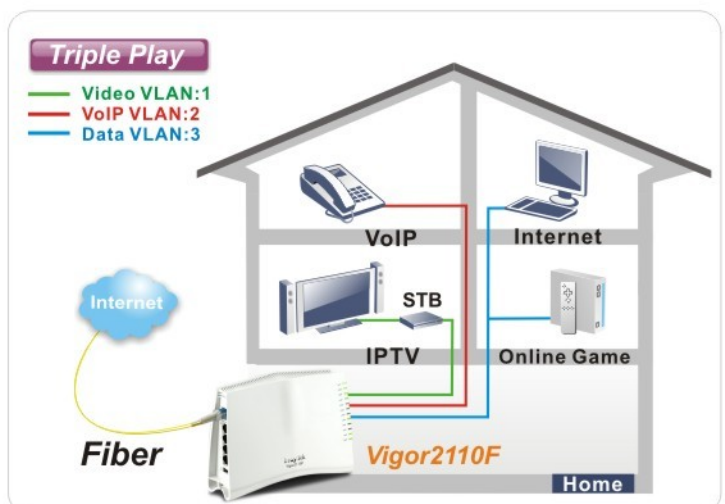 Triple Play
Video VLAN:1
VoIP VLAN:2
Data VLAN:3
VoIP
Internet
Internet
STB
IPTV
Online Game
Fiber
Vigor2110F
Home